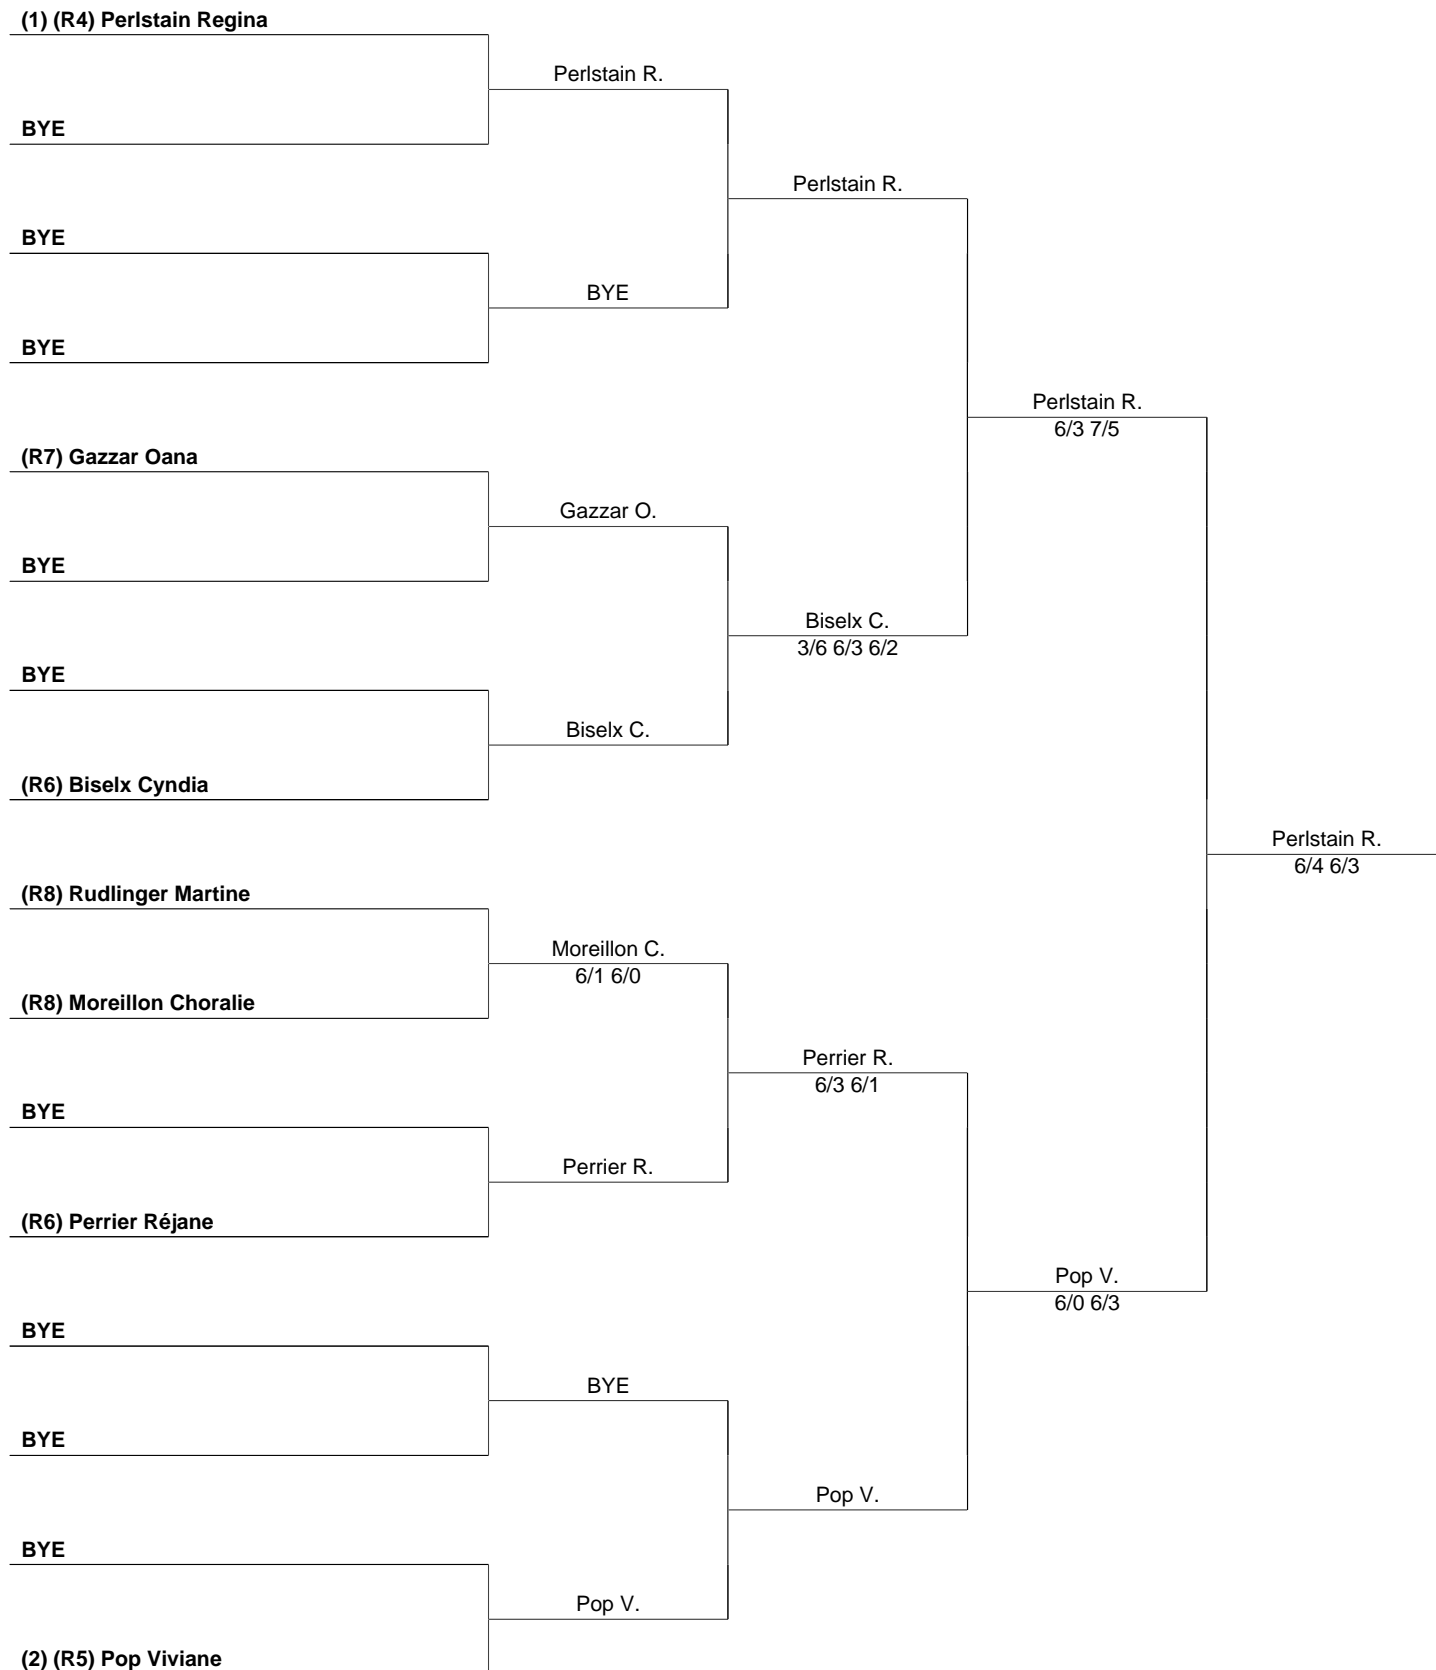 (1) (R4) Perlstain Regina
Perlstain R.
BYE
Perlstain R.
BYE
BYE
BYE
Perlstain R.
6/3 7/5
(R7) Gazzar Oana
Gazzar O.
BYE
Biselx C.
3/6 6/3 6/2
BYE
Biselx C.
(R6) Biselx Cyndia
Perlstain R.
6/4 6/3
(R8) Rudlinger Martine
Moreillon C.
6/1 6/0
(R8) Moreillon Choralie
Perrier R.
6/3 6/1
BYE
Perrier R.
(R6) Perrier Réjane
Pop V.
6/0 6/3
BYE
BYE
BYE
Pop V.
BYE
Pop V.
(2) (R5) Pop Viviane